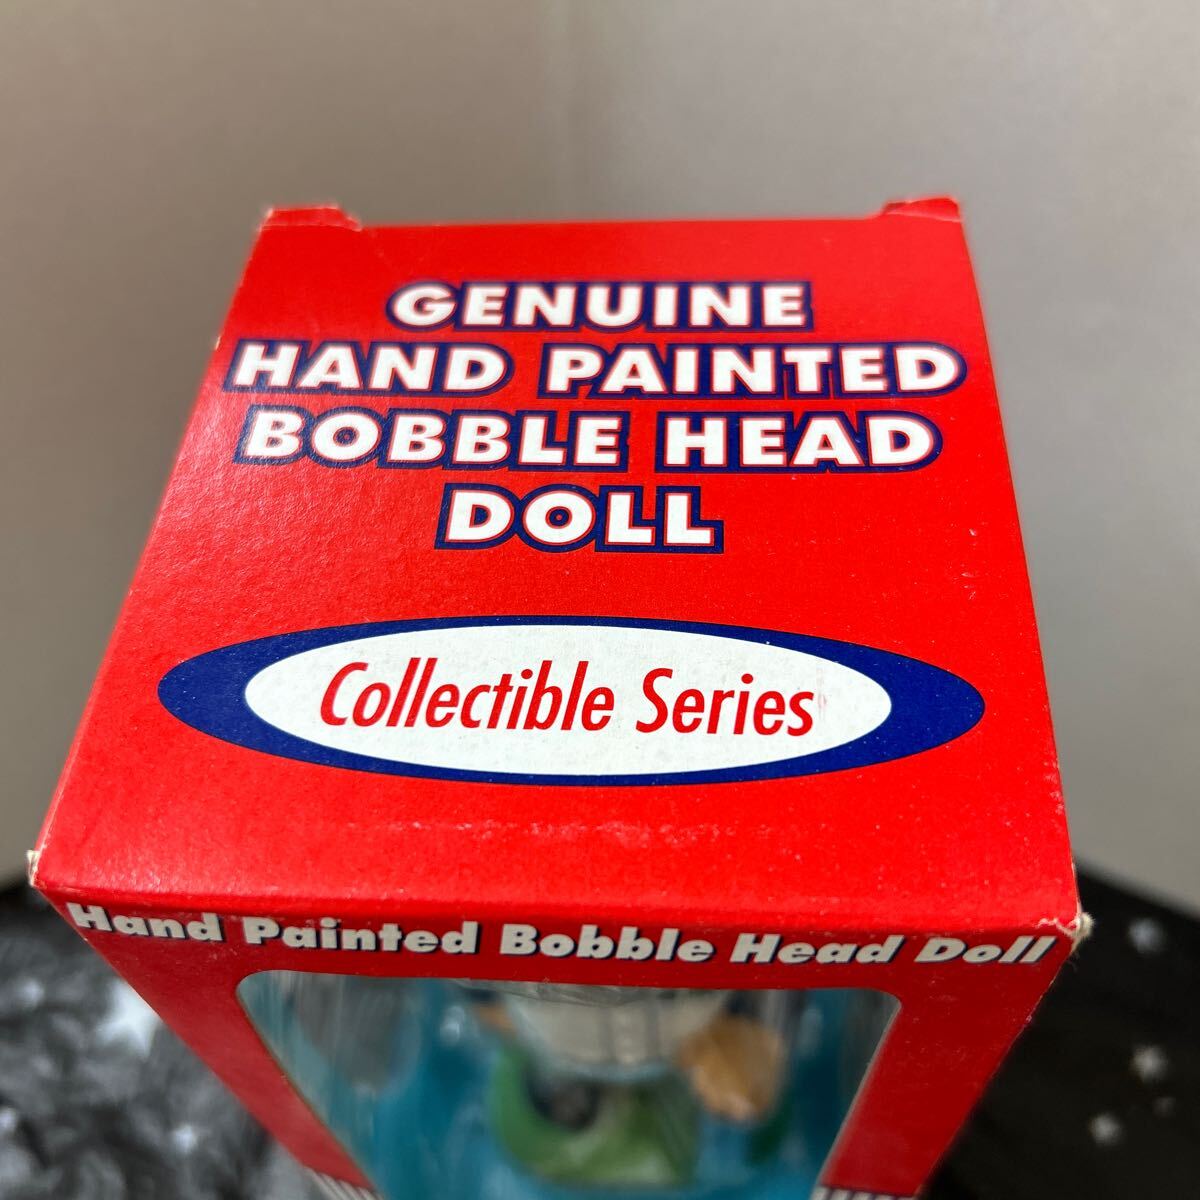 GENUINE
HAND PAINTED
BOBBLE HEAD
DOLL
Collectible Series
Hand Painted Bobble Head Doll